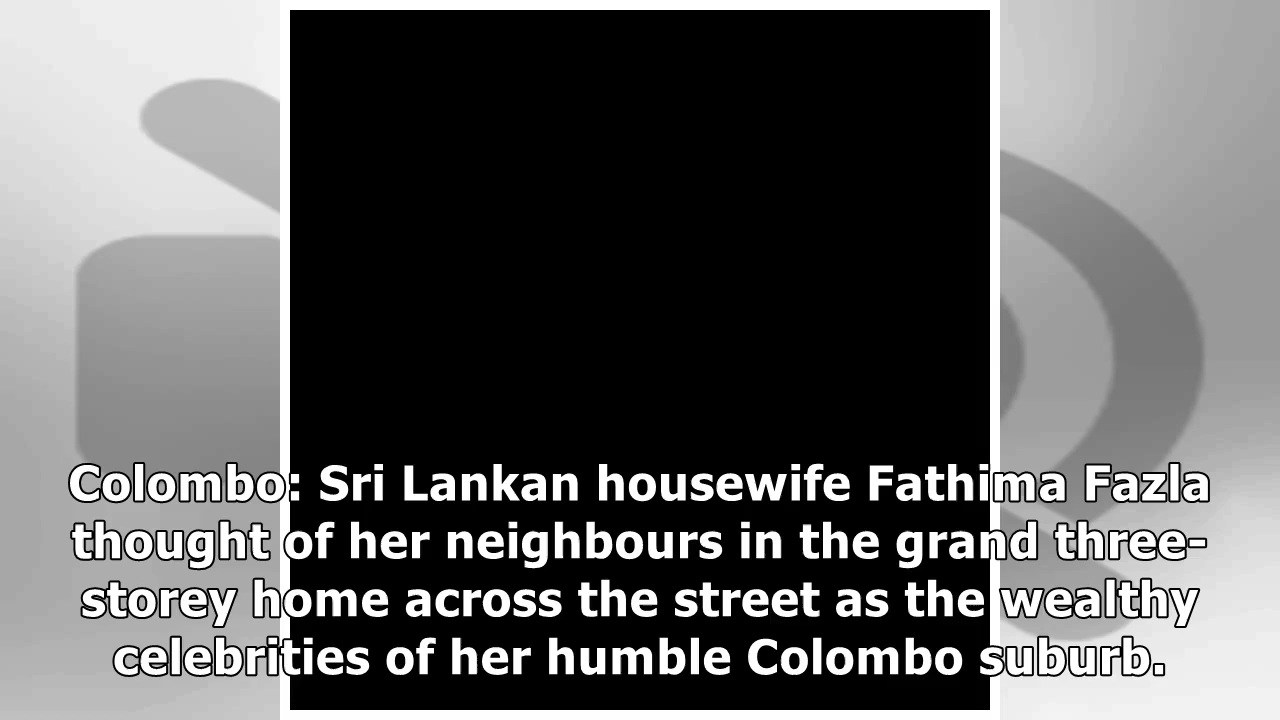 Colombo: Sri Lankan housewife Fathima Fazla
thought of her neighbours in the grand three-
storey home across the street as the wealthy
celebrities of her humble Colombo suburb.